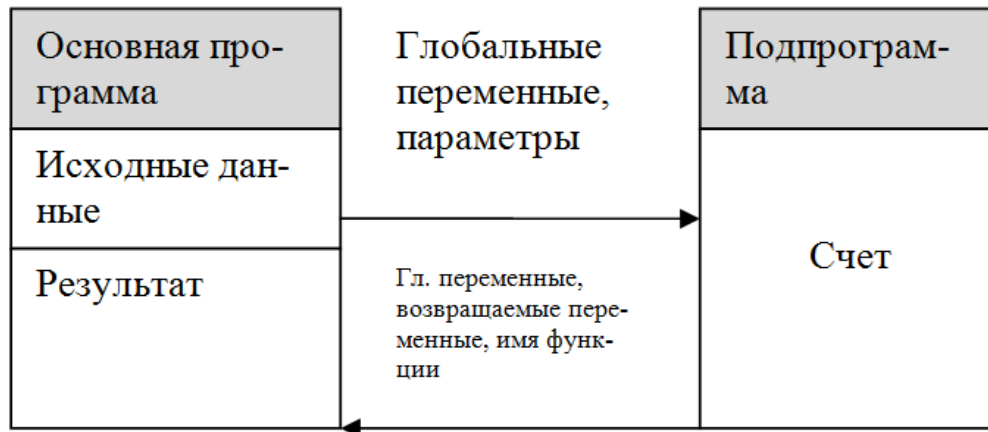 Основная про-
грамма
Исходные дан-
ные
Результат
Глобальные
переменные,
параметры
Гл. переменные,
возвращаемые пере-
менные, имя функ-
ции
Подпрограм-
ма
Счет